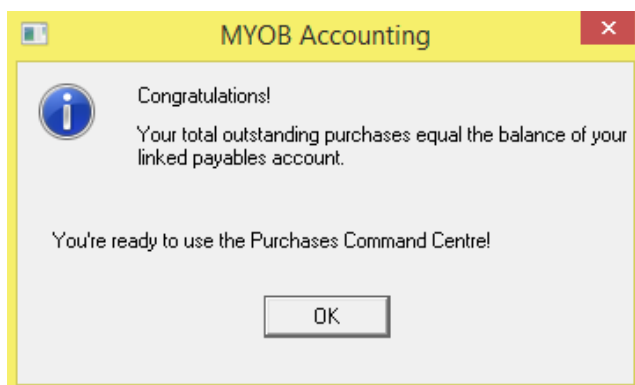 MYOB Accounting
Congratulations!
Your total outstanding purchases equal the balance of your
linked payables account.
You're ready to use the Purchases Command Centre!
OK